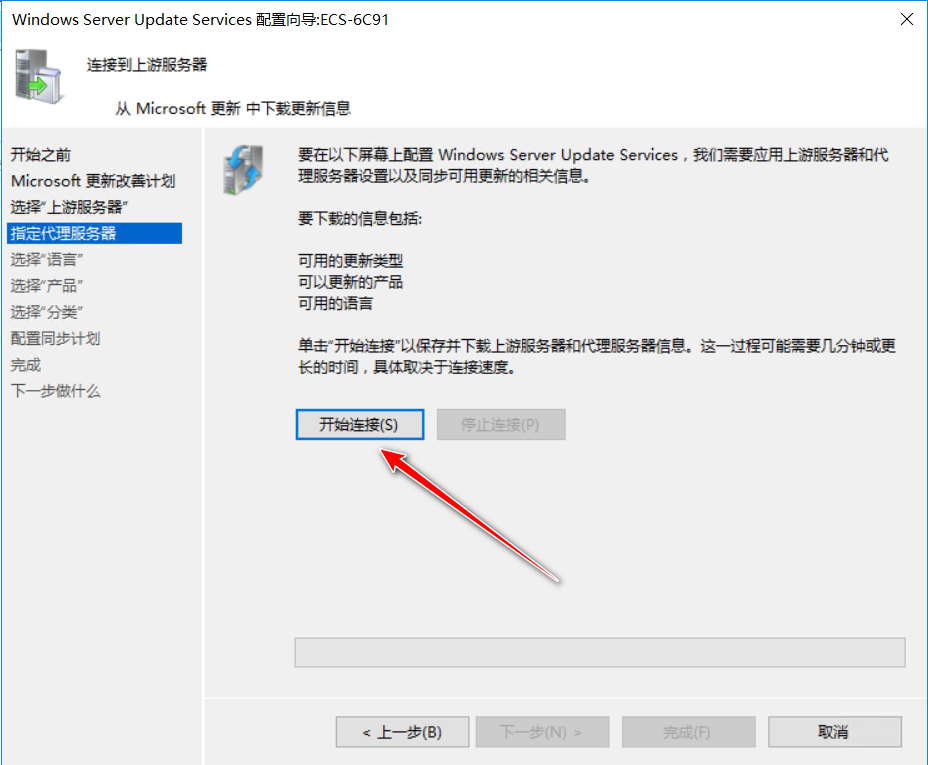 Windows Server Update Services 配置向导:ECS-6C91
连接到上游服务器
从 Microsoft 更新 中下载更新信息
开始之前
Microsoft 更新改善计划
选择“上游服务器”
指定代理服务器
选择“语言”
选择“产品”
选择“分类”
配置同步计划
完成
下一步做什么
要在以下屏幕上配置 Windows Server Update Services，我们需要应用上游服务器和代
理服务器设置以及同步可用更新的相关信息。
要下载的信息包括:
可用的更新类型
可以更新的产品
可用的语言
单击“开始连接”以保存并下载上游服务器和代理服务器信息。这一过程可能需要几分钟或更
长的时间，具体取决于连接速度。
开始连接(S)
停止连接(P)
< 上一步(B)
下一步(N) >
完成(F)
取消